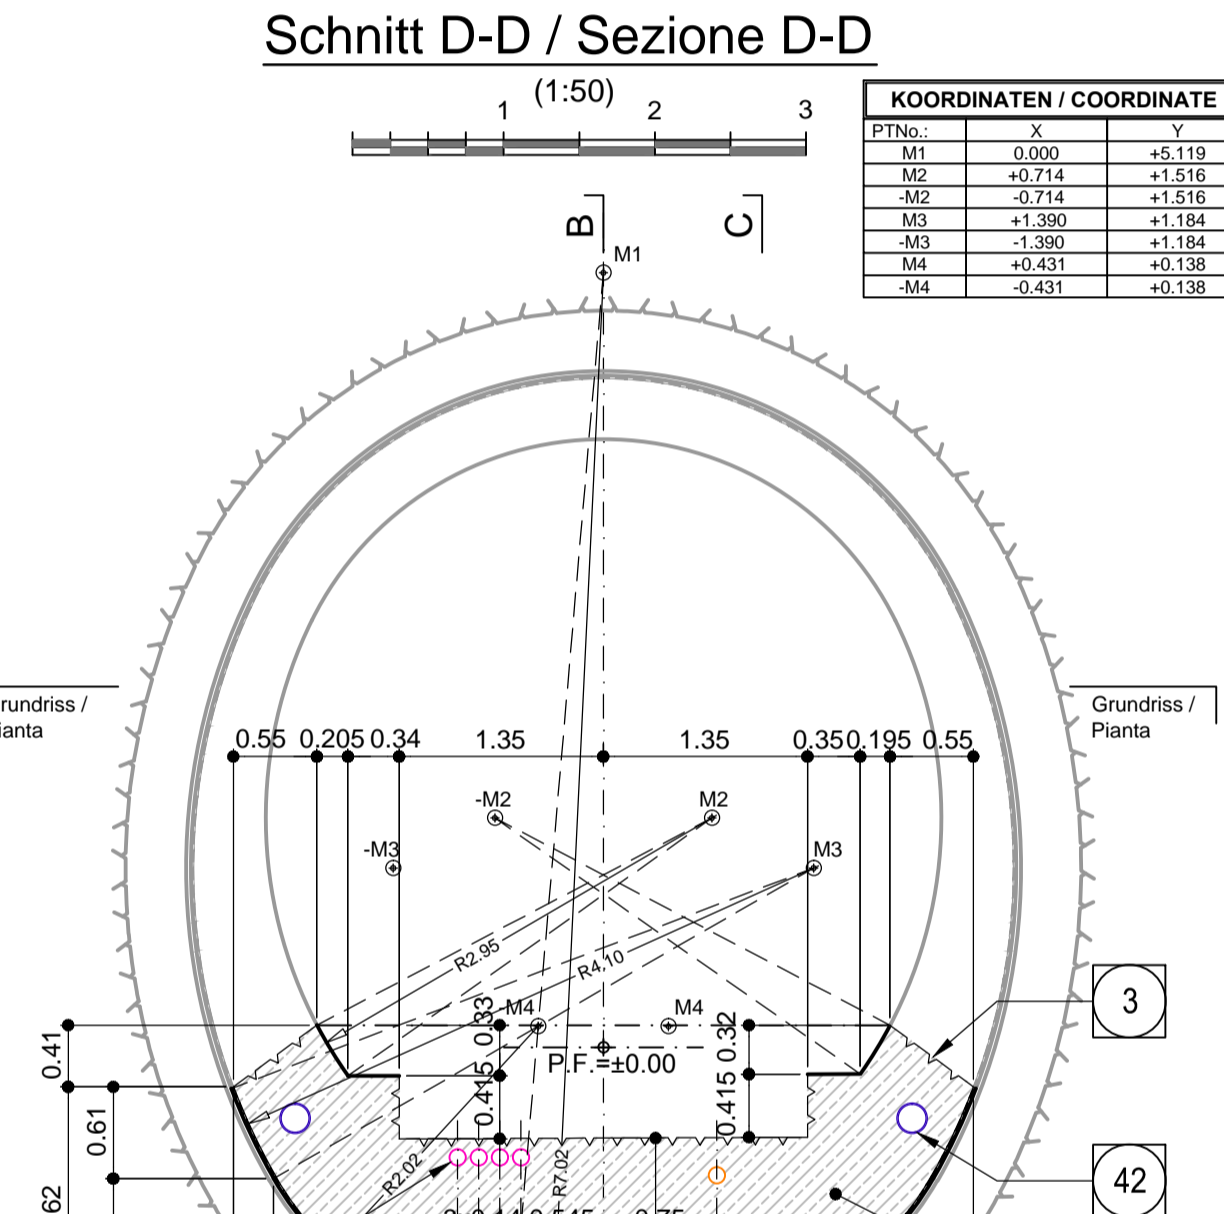 Schnitt D-D / Sezione D-D
(1:50)
1 2 3
KOORDINATEN / COORDINATE
PTNo.: X Y
M1 0.000 +5.119
M2 +0.714 +1.516
-M2 -0.714 +1.516
M3 +1.390 +1.184
-M3 -1.390 +1.184
M4 +0.431 +0.138
-M4 -0.431 +0.138
B C
M1
rundriss /
ianta
Grundriss /
Pianta
0.55 0.205 0.34 1.35 1.35 0.35 0.195 0.55
-M2 M2
-M3 M3
R2.95
R4.10
-M4 M4
0.33
0.32
3
P.F.=±0.00
0.41
0.415
0.415
0.61
R2.02
R7.02
42
62